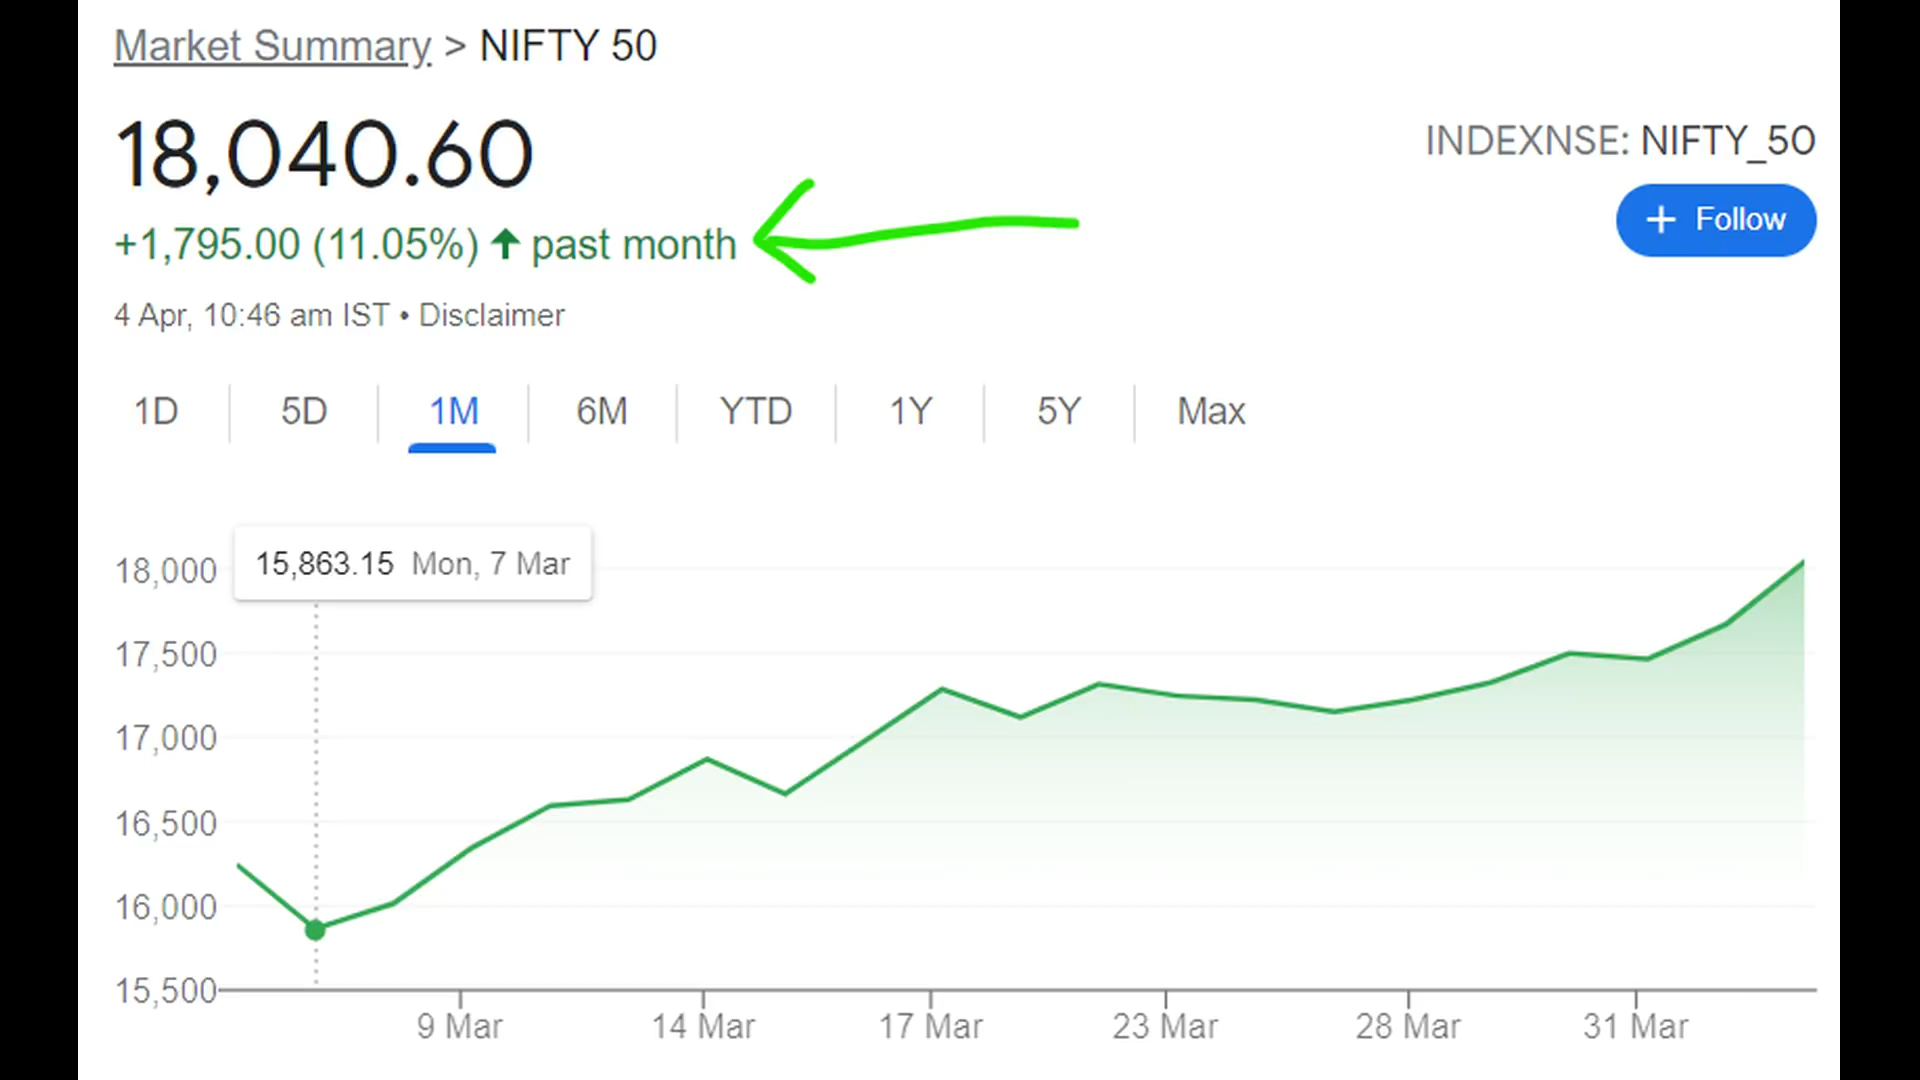 Market Summary > NIFTY 50
18,040.60
INDEXNSE: NIFTY_50
+1,795.00 (11.05%) ↑ past month
+ Follow
4 Apr, 10:46 am IST • Disclaimer
1D 5D 1M 6M YTD 1Y 5Y Max
15,863.15 Mon, 7 Mar
18,000
17,500
17,000
16,500
16,000
15,500
9 Mar 14 Mar 17 Mar 23 Mar 28 Mar 31 Mar